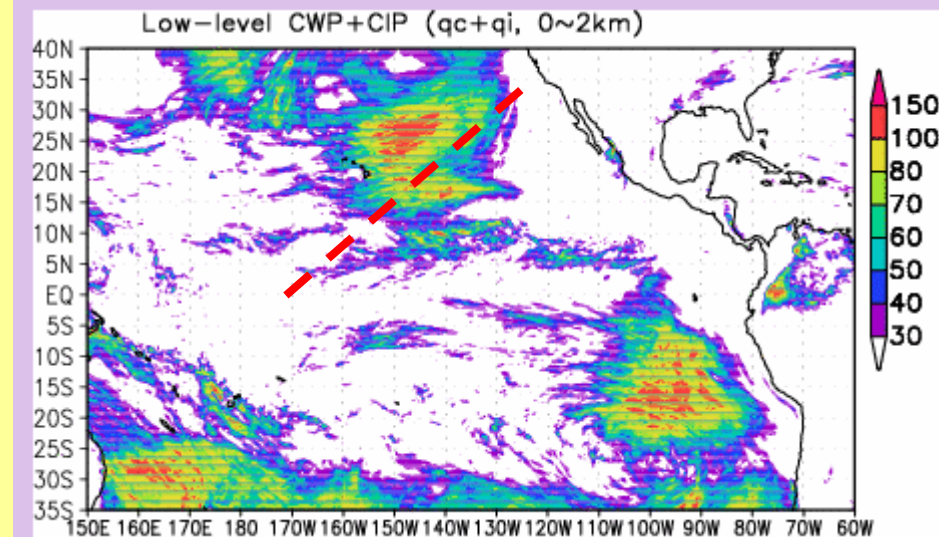 Low-level CWP+CIP (qc+qi, 0~2km)
40N
35N
30N
25N
20N
15N
10N
5N
EQ
5S
10S
15S
20S
25S
30S
35S
150E 160E 170E 180 170W 160W 150W 140W 130W 120W 110W 100W 90W 80W 70W 60W
150
100
80
70
60
50
40
30